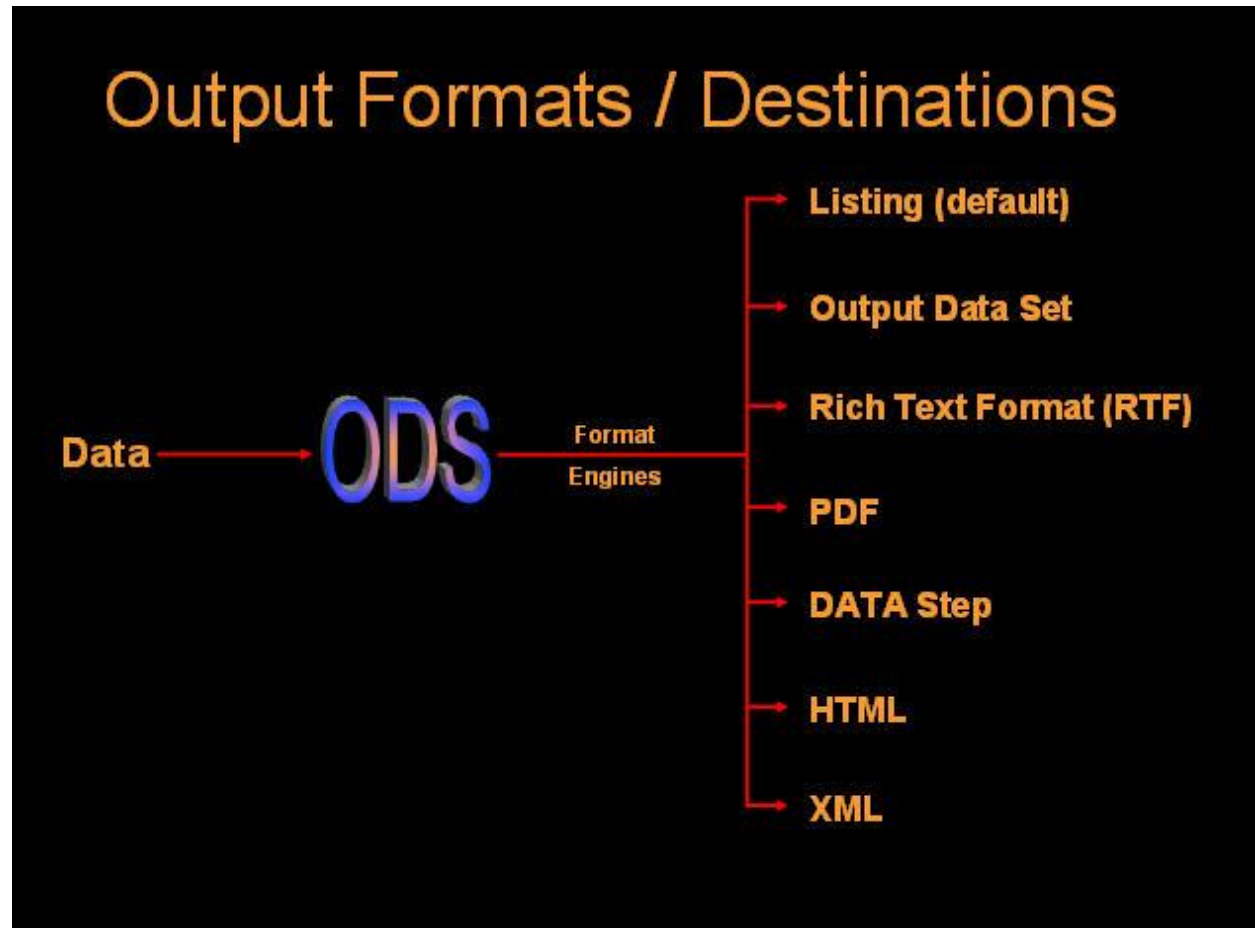 Output Formats / Destinations
Data
ODS
Format
Engines
Listing (default)
Output Data Set
Rich Text Format (RTF)
PDF
DATA Step
HTML
XML